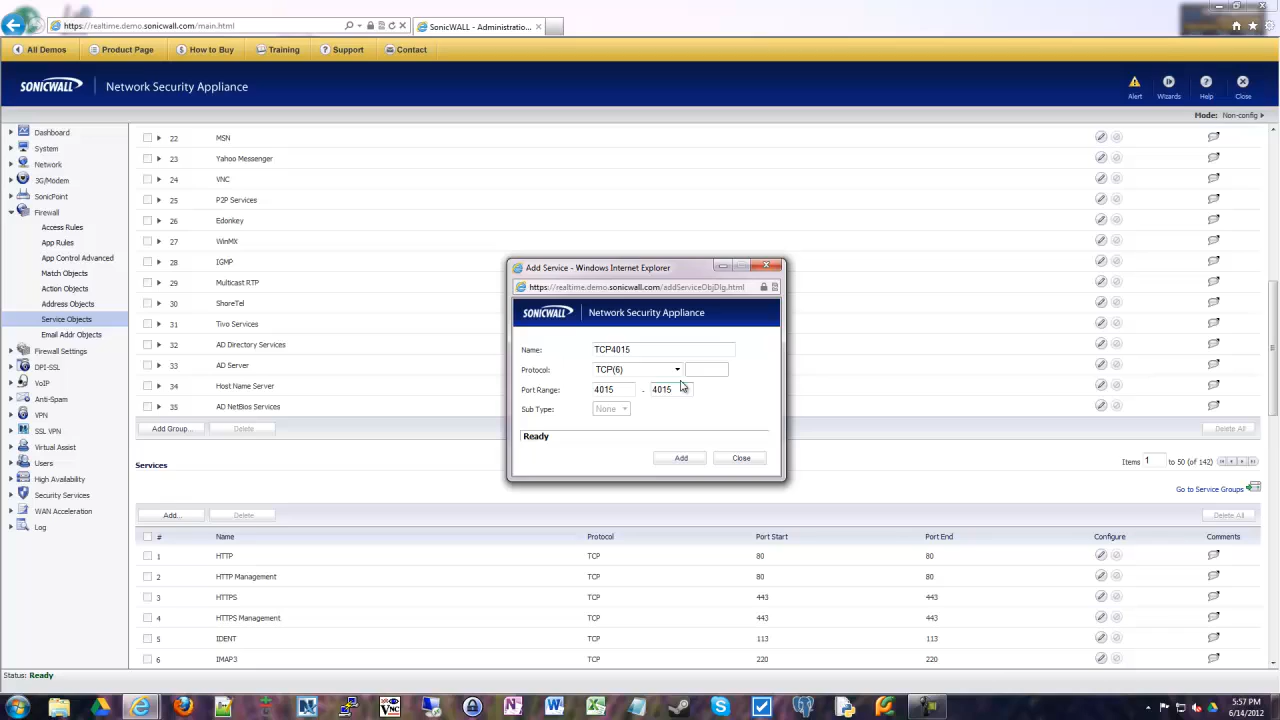 https://realtime.demo.sonicwall.com/main.html
SonicWALL - Administratio...
All Demos
Product Page
How to Buy
Training
Support
Contact
SONICWALL
Network Security Appliance
Alert
Wizards
Help
Close
Mode: Non-config
Dashboard
System
Network
3G/Modem
SonicPoint
Firewall
Access Rules
App Rules
App Control Advanced
Match Objects
Action Objects
Address Objects
Service Objects
Email Addr Objects
Firewall Settings
DPI-SSL
VoIP
Anti-Spam
VPN
SSL VPN
Virtual Assist
Users
High Availability
Security Services
WAN Acceleration
Log
22 MSN
23 Yahoo Messenger
24 VNC
25 P2P Services
26 Edonkey
27 WinMX
28 IGMP
29 Multicast RTP
30 ShoreTel
31 Tivo Services
32 AD Directory Services
33 AD Server
34 Host Name Server
35 AD NetBios Services
Add Group...
Delete
Delete All
Services
Items 1 to 50 (of 142)
Go to Service Groups
Add...
Delete
Delete All
# Name Protocol Port Start Port End Configure Comments
1 HTTP TCP 80 80
2 HTTP Management TCP 80 80
3 HTTPS TCP 443 443
4 HTTPS Management TCP 443 443
5 IDENT TCP 113 113
6 IMAP3 TCP 220 220
Add Service - Windows Internet Explorer
https://realtime.demo.sonicwall.com/addServiceObjDlg.html
SONICWALL
Network Security Appliance
Name: TCP4015
Protocol: TCP(6)
Port Range: 4015 - 4015
Sub Type: None
Ready
Add
Close
Status: Ready
5:57 PM
6/14/2012